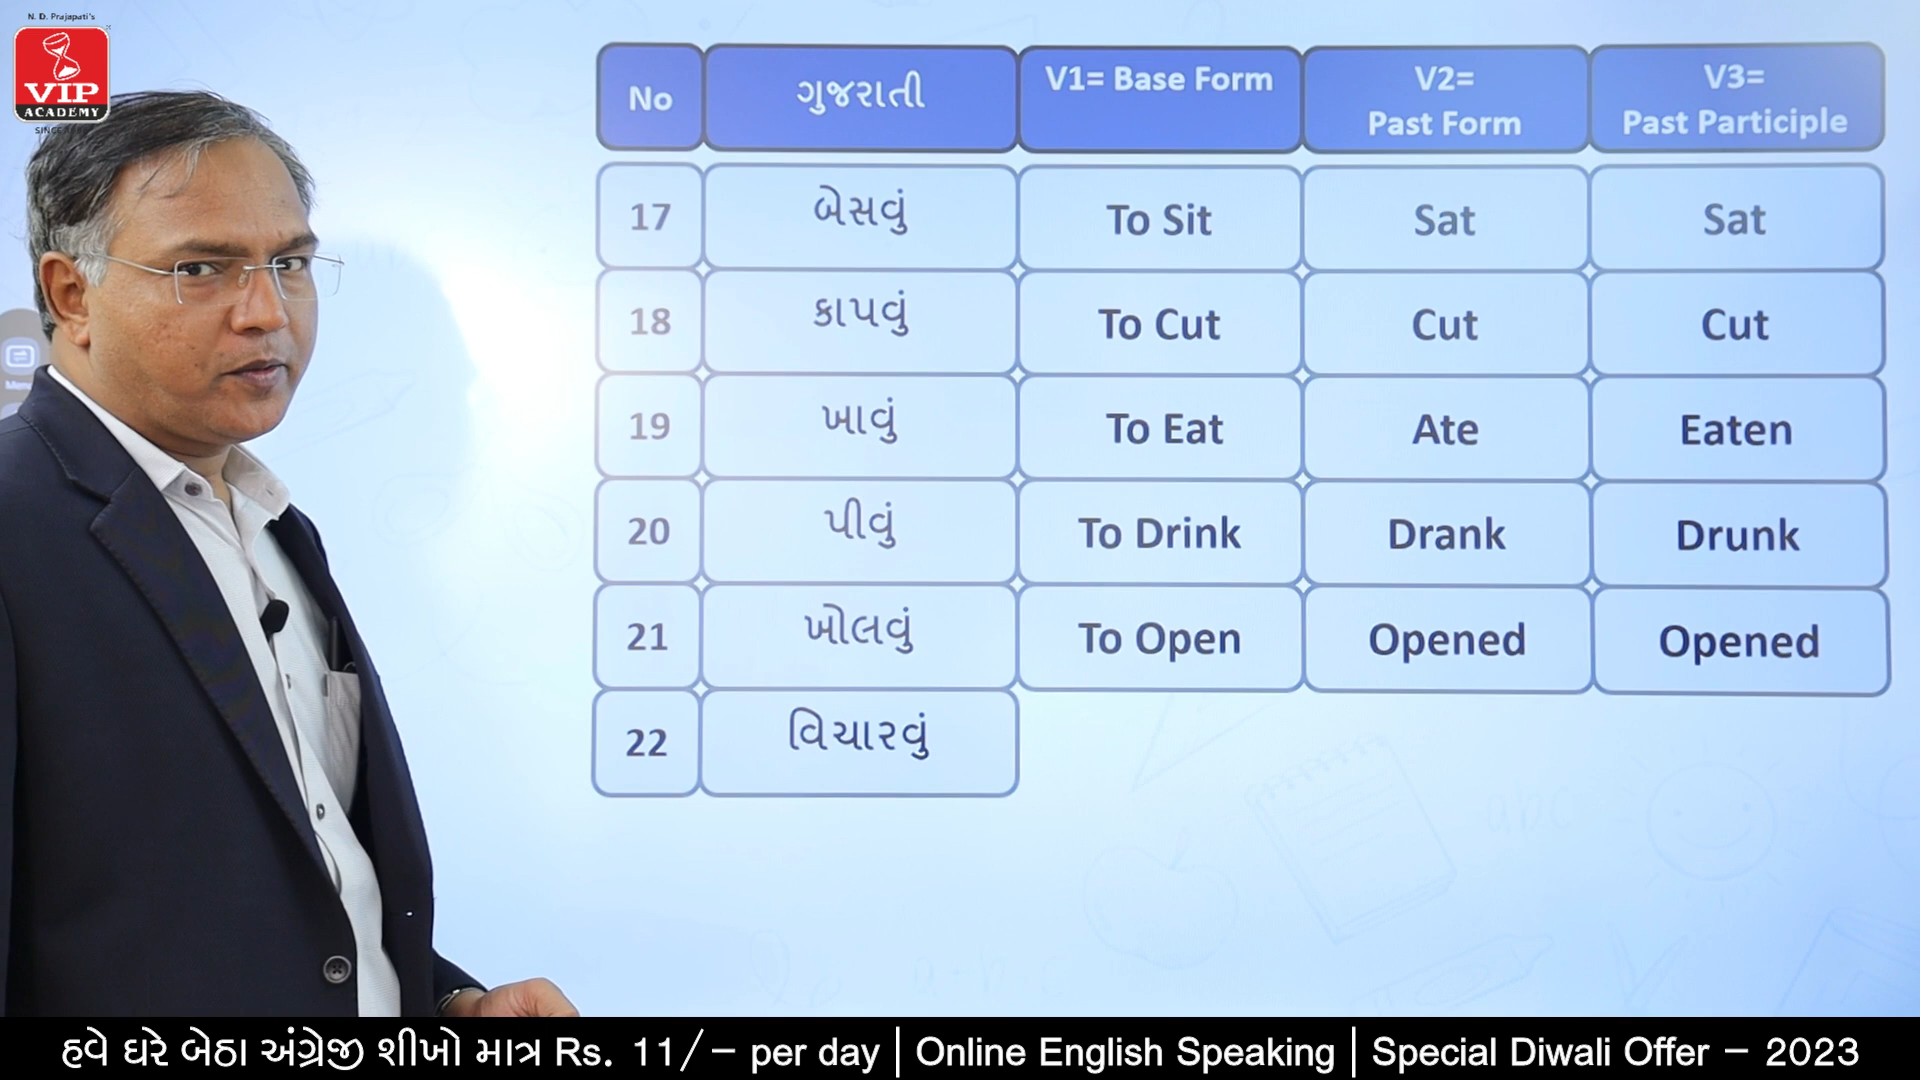 N. D. Prajapati's
VIP
ACADEMY
No ગુજરાતી V1= Base Form V2= Past Form V3= Past Participle
17 બેસવું To Sit Sat Sat
18 કાપવું To Cut Cut Cut
19 ખાવું To Eat Ate Eaten
20 પીવું To Drink Drank Drunk
21 ખોલવું To Open Opened Opened
22 વિચારવું
હવે ઘરે બેઠા અંગ્રેજી શીખો માત્ર Rs. 11/– per day | Online English Speaking | Special Diwali Offer – 2023